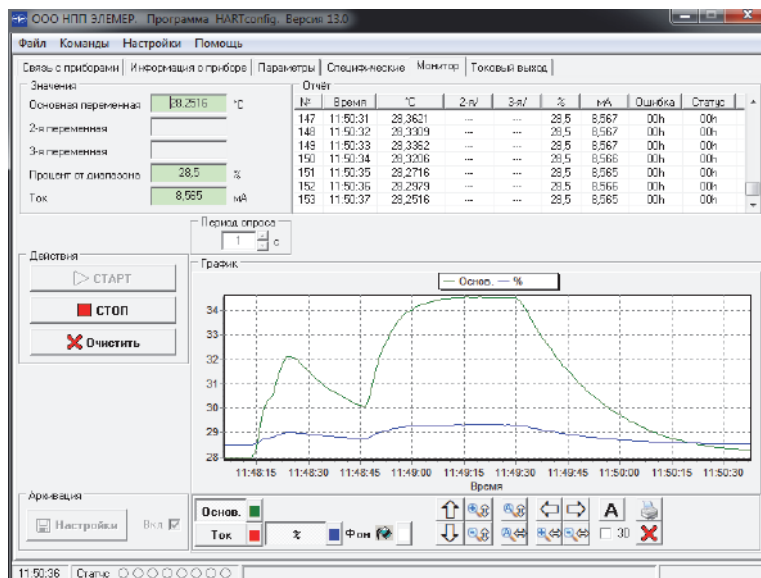 ООО НПП ЭЛЕМЕР. Программа HARTconfig. Версия 13.0
Файл Команды Настройки Помощь
Связь с приборами Информация о приборе Параметры Специфические Монитор Токовый выход
Значения
Основная переменная 28,2516 °C
2-я переменная
3-я переменная
Процент от диапазона 28,5 %
Ток 8,565 мА
Отчёт
№ Время °C 2-я/ 3-я/ % мА Ошибка Статус
147 11:50:31 28,3621 --- --- 28,5 8,567 00h 00h
148 11:50:32 28,3309 --- --- 28,5 8,567 00h 00h
149 11:50:33 28,3362 --- --- 28,5 8,567 00h 00h
150 11:50:34 28,3206 --- --- 28,5 8,566 00h 00h
151 11:50:35 28,2716 --- --- 28,5 8,565 00h 00h
152 11:50:36 28,2979 --- --- 28,5 8,566 00h 00h
153 11:50:37 28,2516 --- --- 28,5 8,565 00h 00h
Период опроса
1 с
Действия
СТАРТ
СТОП
Очистить
График
Основ. %
34
33
32
31
30
29
28
11:48:15 11:48:30 11:48:45 11:49:00 11:49:15 11:49:30 11:49:45 11:50:00 11:50:15 11:50:30
Время
Архивация
Настройки Вкл
Основ.
Ток % Фон
A
3D
11:50:36 Статус